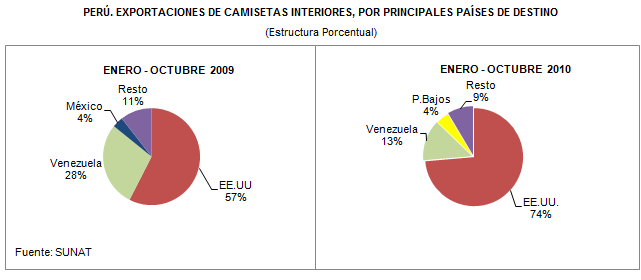 PERÚ. EXPORTACIONES DE CAMISETAS INTERIORES, POR PRINCIPALES PAÍSES DE DESTINO
(Estructura Porcentual)
ENERO - OCTUBRE 2009
Resto
11%
México
4%
Venezuela
28%
EE.UU
57%
Fuente: SUNAT
ENERO - OCTUBRE 2010
Resto
9%
P.Bajos
4%
Venezuela
13%
EE.UU.
74%